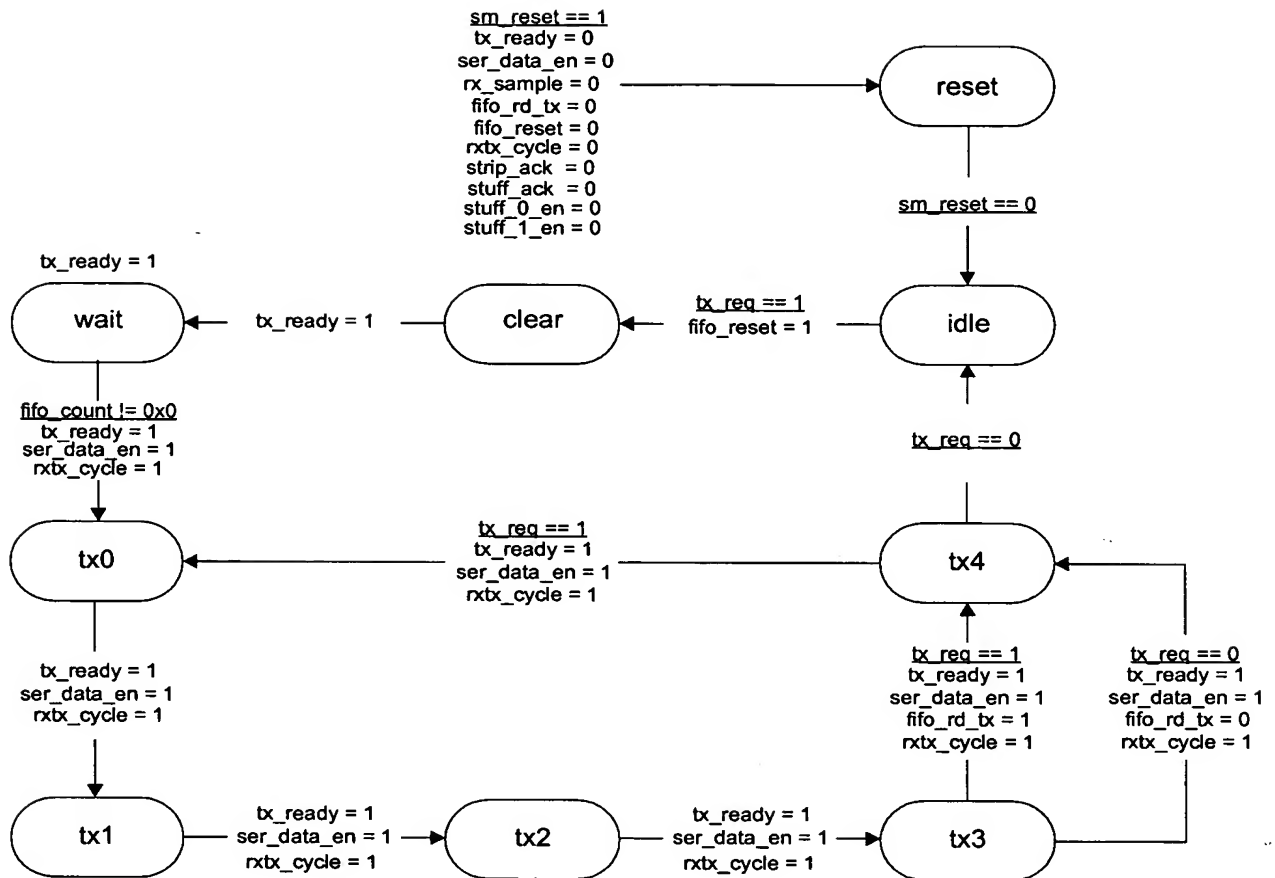 sm_reset == 1
tx_ready = 0
ser_data_en = 0
rx_sample = 0
fifo_rd_tx = 0
fifo_reset = 0
rxtx_cycle = 0
strip_ack = 0
stuff_ack = 0
stuff_0_en = 0
stuff_1_en = 0
reset
sm_reset == 0
idle
tx_req == 1
fifo_reset = 1
clear
tx_ready = 1
tx_ready = 1
wait
fifo_count != 0x0
tx_ready = 1
ser_data_en = 1
rxtx_cycle = 1
tx_req == 0
tx0
tx_req == 1
tx_ready = 1
ser_data_en = 1
rxtx_cycle = 1
tx4
tx_ready = 1
ser_data_en = 1
rxtx_cycle = 1
tx_req == 1
tx_ready = 1
ser_data_en = 1
fifo_rd_tx = 1
rxtx_cycle = 1
tx_req == 0
tx_ready = 1
ser_data_en = 1
fifo_rd_tx = 0
rxtx_cycle = 1
tx1
tx_ready = 1
ser_data_en = 1
rxtx_cycle = 1
tx2
tx_ready = 1
ser_data_en = 1
rxtx_cycle = 1
tx3